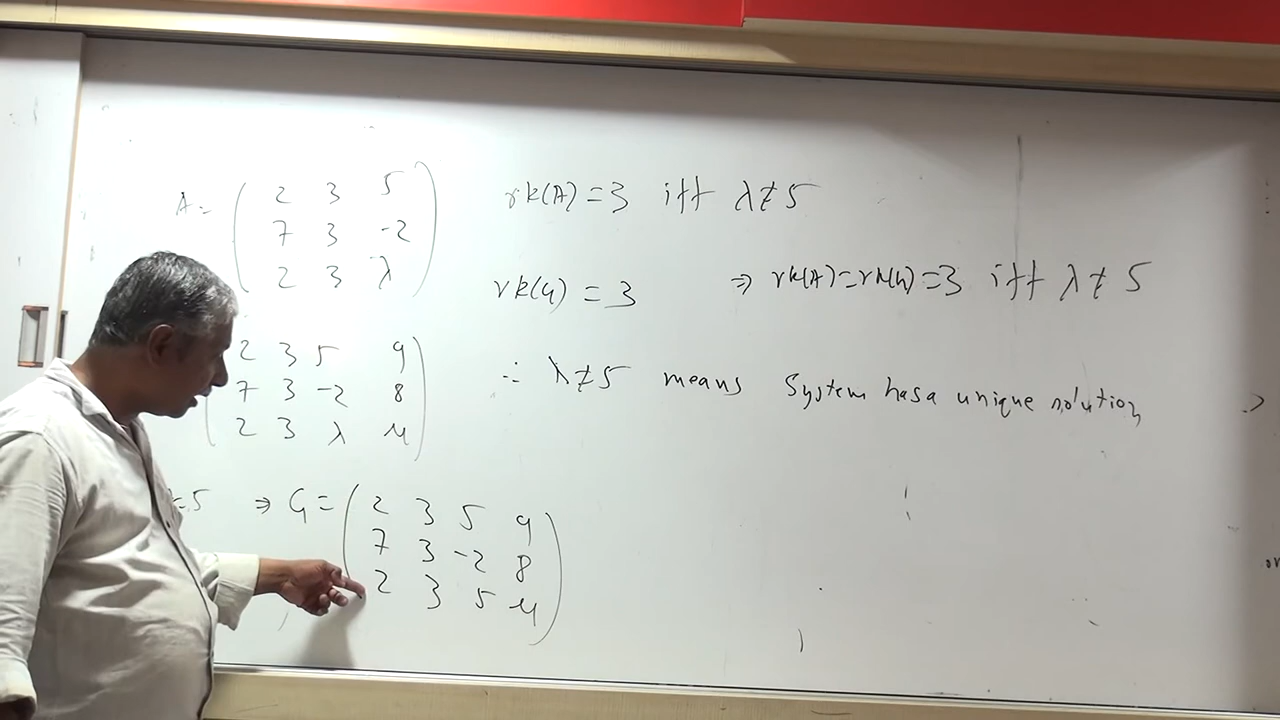 A = ( 2 3 5
7 3 -2
2 3 λ )
rk(A) = 3 iff λ ≠ 5
rk(G) = 3 ⇒ rk(A) = rk(G) = 3 iff λ ≠ 5
2 3 5 9
7 3 -2 8
2 3 λ μ )
∴ λ ≠ 5 means System has a unique solution
=5 ⇒ G = ( 2 3 5 9
7 3 -2 8
2 3 5 μ )